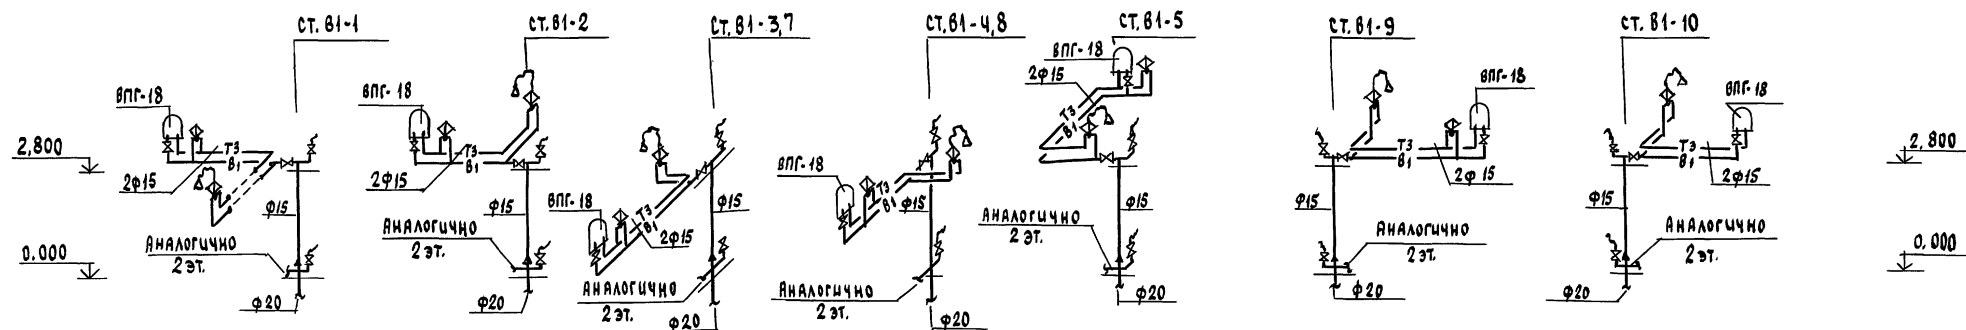 СТ. В1-1
ВПГ-18
Т3
В1
2,800
2ф15
ф15
АНАЛОГИЧНО
2 ЭТ.
0.000
ф20
СТ. В1-2
ВПГ-18
Т3
В1
2ф15
ф15
АНАЛОГИЧНО
2 ЭТ.
ф20
СТ. В1-3,7
ВПГ-18
Т3
В1
2ф15
ф15
АНАЛОГИЧНО
2 ЭТ.
ф20
СТ. В1-4,8
ВПГ-18
Т3
В1
ф15
АНАЛОГИЧНО
2 ЭТ.
ф20
СТ. В1-5
ВПГ-18
2ф15
Т3
В1
ф15
АНАЛОГИЧНО
2 ЭТ.
ф20
СТ. В1-9
ВПГ-18
Т3
В1
2ф15
ф15
АНАЛОГИЧНО
2 ЭТ.
ф20
СТ. В1-10
ВПГ-18
Т3
В1
2ф15
ф15
АНАЛОГИЧНО
2 ЭТ.
ф20
2,800
0,000